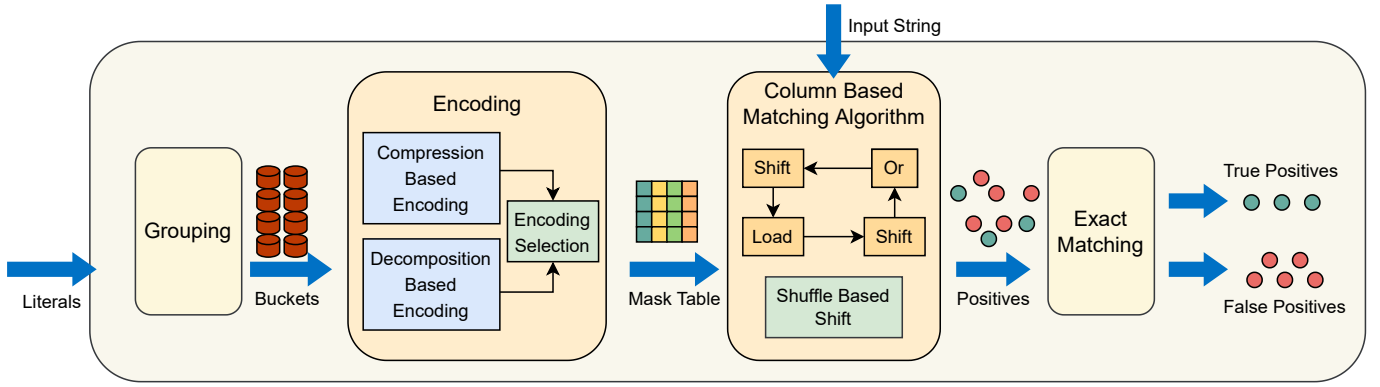 Input String
Literals
Grouping
Buckets
Encoding
Compression
Based
Encoding
Decomposition
Based
Encoding
Encoding
Selection
Mask Table
Column Based
Matching Algorithm
Shift
Or
Load
Shift
Shuffle Based
Shift
Positives
Exact
Matching
True Positives
False Positives